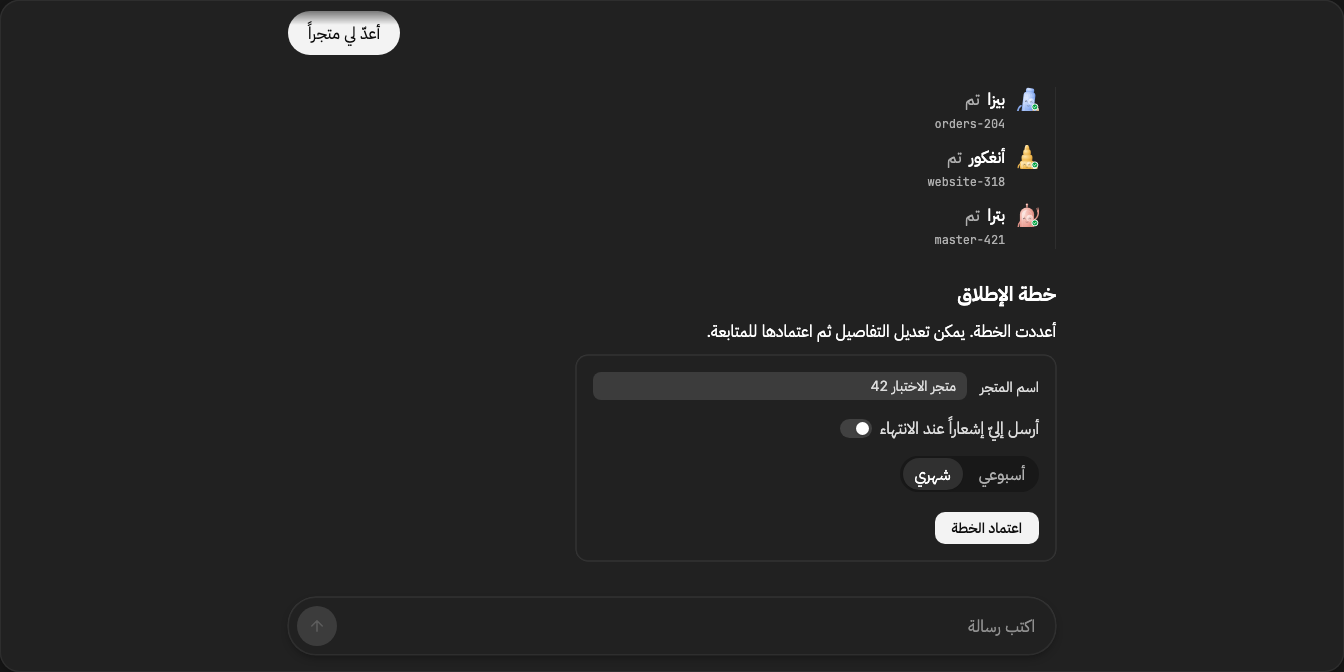 أعدّ لي متجراً
بيزا تم
orders-204
أنغكور تم
website-318
بترا تم
master-421
خطة الإطلاق
أعددت الخطة. يمكن تعديل التفاصيل ثم اعتمادها للمتابعة.
اسم المتجر متجر الاختبار 42
أرسل إليّ إشعاراً عند الانتهاء
أسبوعي شهري
اعتماد الخطة
اكتب رسالة